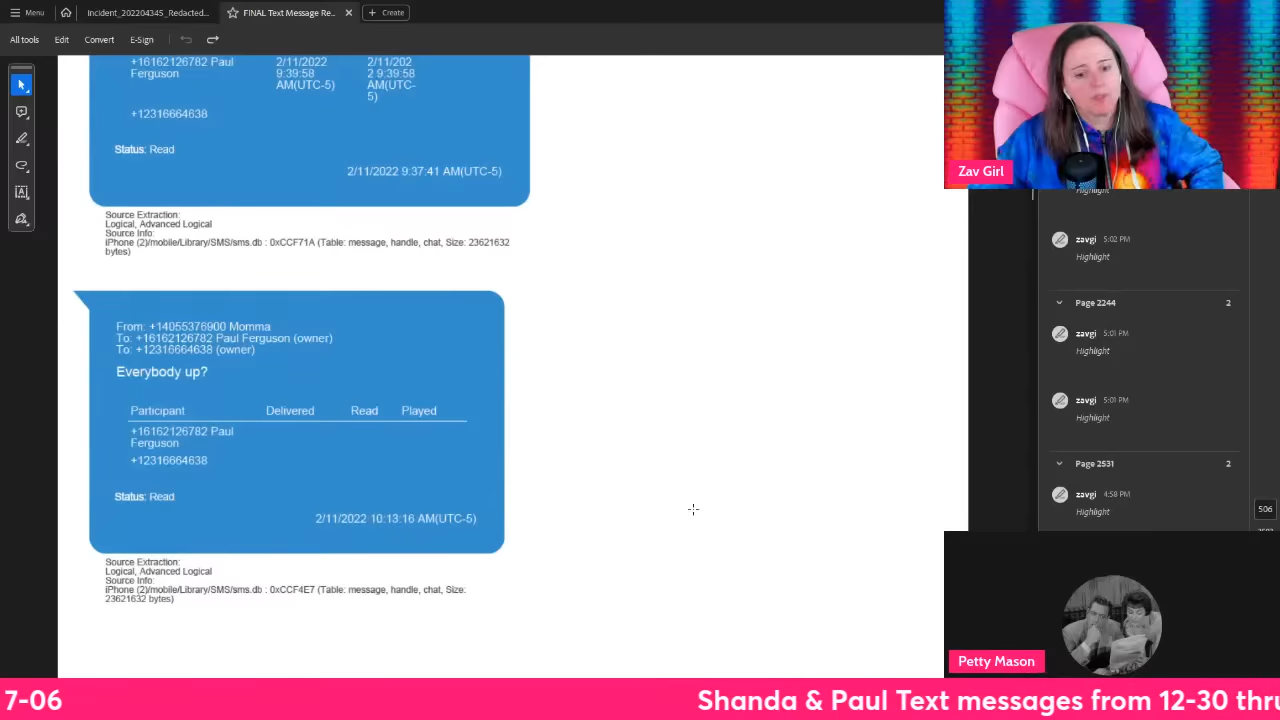 Menu
Incident_202204345_Redacted...
FINAL Text Message Re...
Create
All tools
Edit
Convert
E-Sign
+16162126782 Paul
Ferguson
2/11/2022
9:39:58
AM(UTC-5)
2/11/202
2 9:39:58
AM(UTC-
5)
+12316664638
Status: Read
2/11/2022 9:37:41 AM(UTC-5)
Source Extraction:
Logical, Advanced Logical
Source Info:
iPhone (2)/mobile/Library/SMS/sms.db : 0xCCF71A (Table: message, handle, chat, Size: 23621632
bytes)
From: +14055376900 Momma
To: +16162126782 Paul Ferguson (owner)
To: +12316664638 (owner)
Everybody up?
Participant Delivered Read Played
+16162126782 Paul
Ferguson
+12316664638
Status: Read
2/11/2022 10:13:16 AM(UTC-5)
Source Extraction:
Logical, Advanced Logical
Source Info:
iPhone (2)/mobile/Library/SMS/sms.db : 0xCCF4E7 (Table: message, handle, chat, Size:
23621632 bytes)
Zav Girl
Highlight
zavgi 5:02 PM
Highlight
Page 2244 2
zavgi 5:01 PM
Highlight
zavgi 5:01 PM
Highlight
Page 2531 2
zavgi 4:58 PM
Highlight
506
Petty Mason
7-06
Shanda & Paul Text messages from 12-30 thru